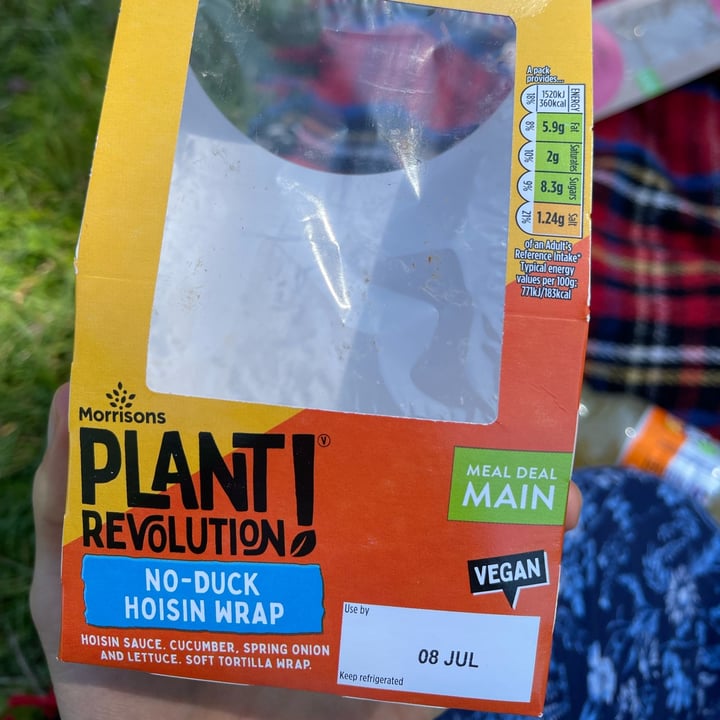 A pack
provides...
ENERGY 1520kJ 360kcal 18%
Fat 5.9g 8%
Saturates 2g 10%
Sugars 8.3g 9%
Salt 1.24g 21%
of an Adult's
Reference Intake*
Typical energy
values per 100g:
771kJ/183kcal
Morrisons
PLANT!
REVOLUTION
V
MEAL DEAL
MAIN
VEGAN
NO-DUCK
HOISIN WRAP
HOISIN SAUCE, CUCUMBER, SPRING ONION
AND LETTUCE. SOFT TORTILLA WRAP.
Use by
08 JUL
Keep refrigerated